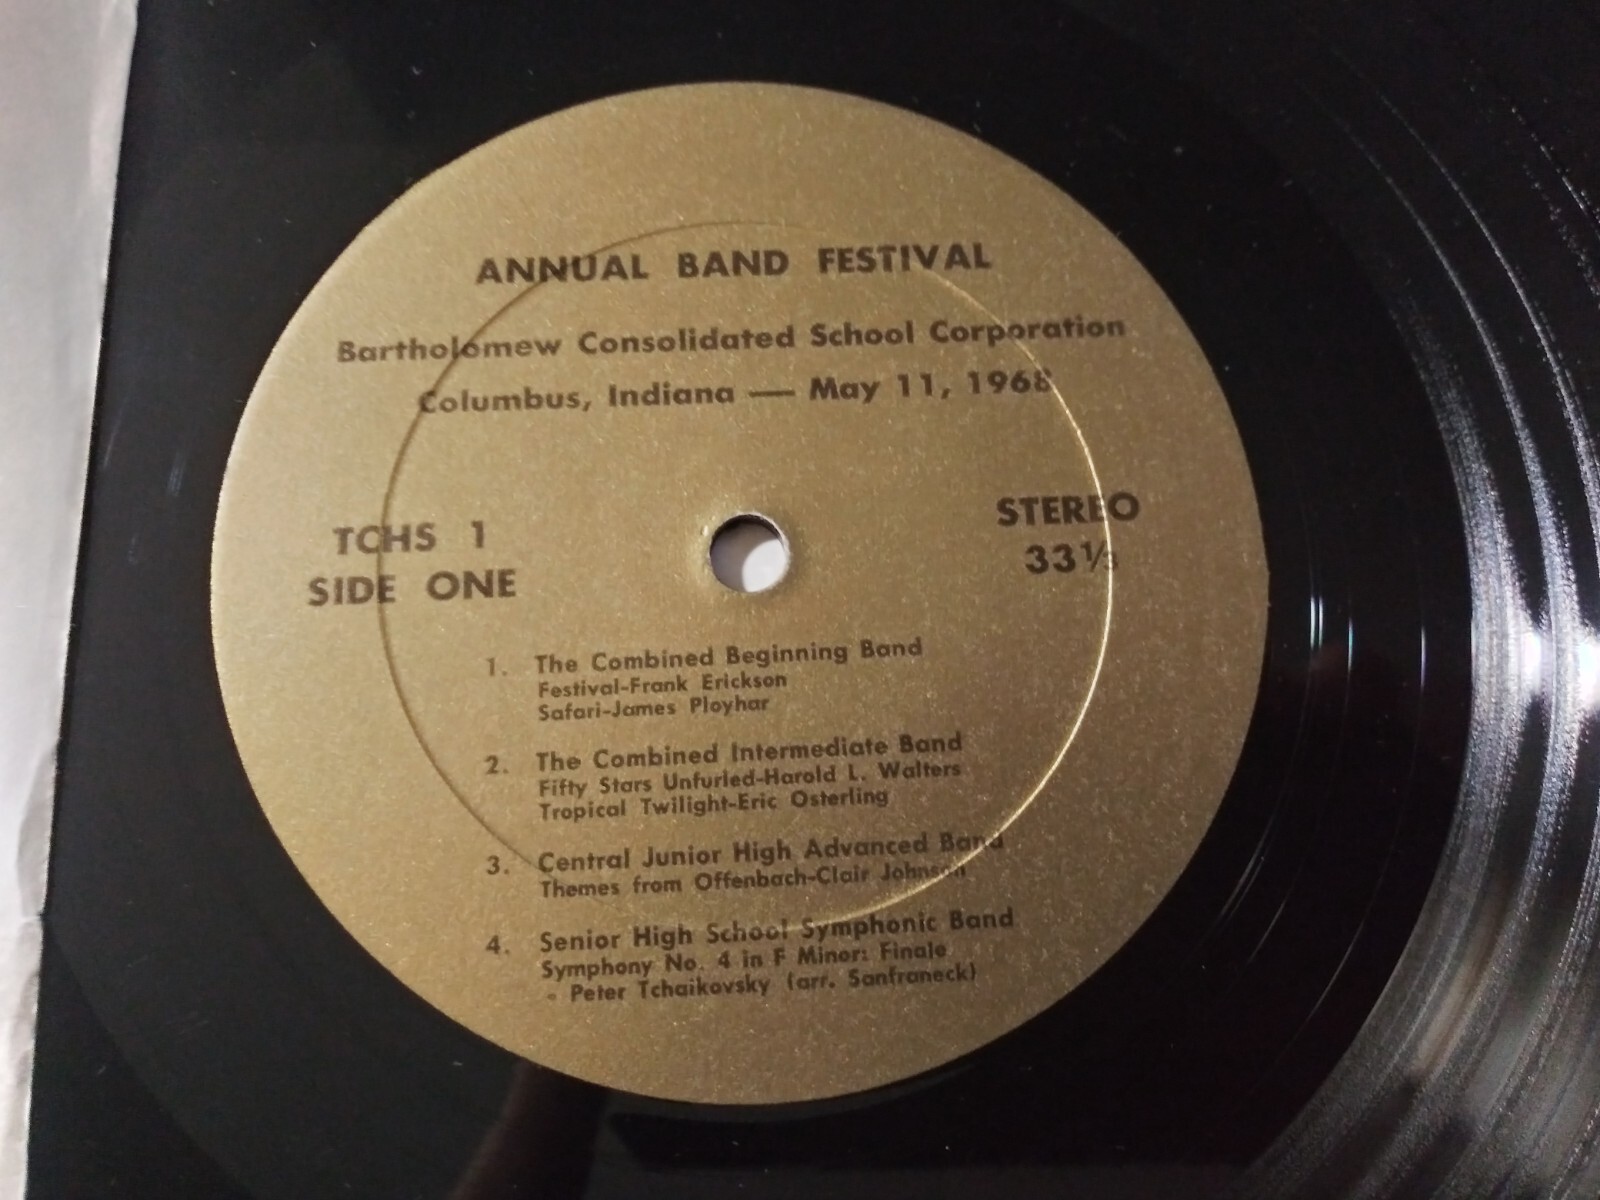 ANNUAL BAND FESTIVAL
Bartholomew Consolidated School Corporation
Columbus, Indiana — May 11, 1968
TCHS 1
SIDE ONE
STEREO
33⅓
1. The Combined Beginning Band
Festival-Frank Erickson
Safari-James Ployhar
2. The Combined Intermediate Band
Fifty Stars Unfurled-Harold L. Walters
Tropical Twilight-Eric Osterling
3. Central Junior High Advanced Band
Themes from Offenbach-Clair Johnson
4. Senior High School Symphonic Band
Symphony No. 4 in F Minor: Finale
- Peter Tchaikovsky (arr. Sanfraneck)